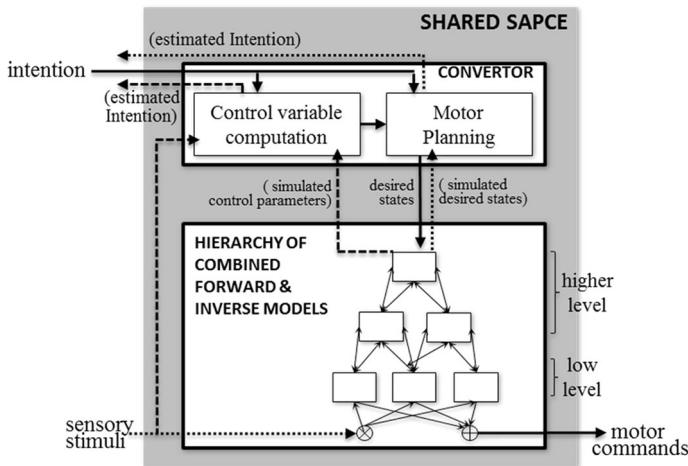 SHARED SAPCE
(estimated Intention)
intention
CONVERTOR
(estimated
Intention)
Control variable
computation
Motor
Planning
( simulated
control parameters)
desired
states
( simulated
desired states)
HIERARCHY OF
COMBINED
FORWARD &
INVERSE MODELS
higher
level
low
level
sensory
stimuli
motor
commands